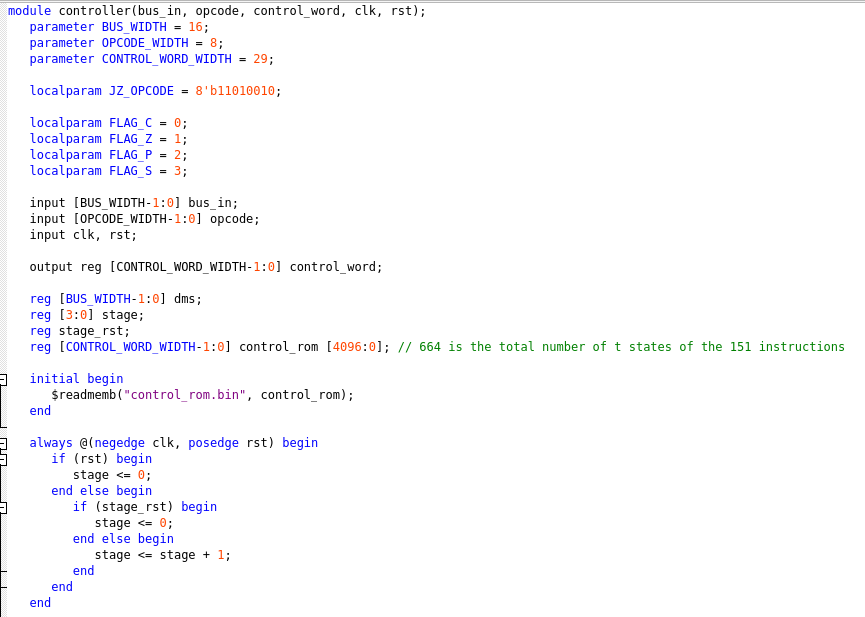 module controller(bus_in, opcode, control_word, clk, rst);
   parameter BUS_WIDTH = 16;
   parameter OPCODE_WIDTH = 8;
   parameter CONTROL_WORD_WIDTH = 29;

   localparam JZ_OPCODE = 8'b11010010;

   localparam FLAG_C = 0;
   localparam FLAG_Z = 1;
   localparam FLAG_P = 2;
   localparam FLAG_S = 3;

   input [BUS_WIDTH-1:0] bus_in;
   input [OPCODE_WIDTH-1:0] opcode;
   input clk, rst;

   output reg [CONTROL_WORD_WIDTH-1:0] control_word;

   reg [BUS_WIDTH-1:0] dms;
   reg [3:0] stage;
   reg stage_rst;
   reg [CONTROL_WORD_WIDTH-1:0] control_rom [4096:0]; // 664 is the total number of t states of the 151 instructions

   initial begin
      $readmemb("control_rom.bin", control_rom);
   end

   always @(negedge clk, posedge rst) begin
      if (rst) begin
         stage <= 0;
      end else begin
         if (stage_rst) begin
            stage <= 0;
         end else begin
            stage <= stage + 1;
         end
      end
   end